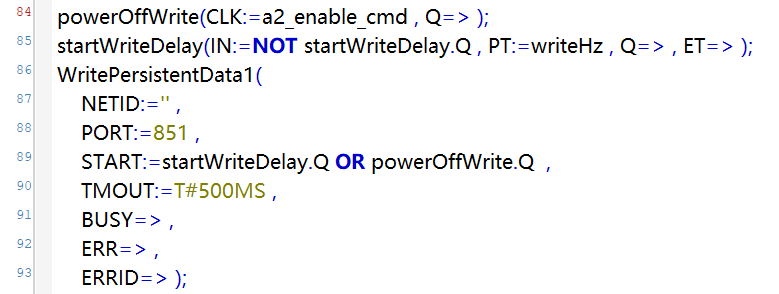 84 powerOffWrite(CLK:=a2_enable_cmd , Q=> );
85 startWriteDelay(IN:=NOT startWriteDelay.Q , PT:=writeHz , Q=> , ET=> );
86 WritePersistentData1(
87 NETID:='' ,
88 PORT:=851 ,
89 START:=startWriteDelay.Q OR powerOffWrite.Q ,
90 TMOUT:=T#500MS ,
91 BUSY=> ,
92 ERR=> ,
93 ERRID=> );